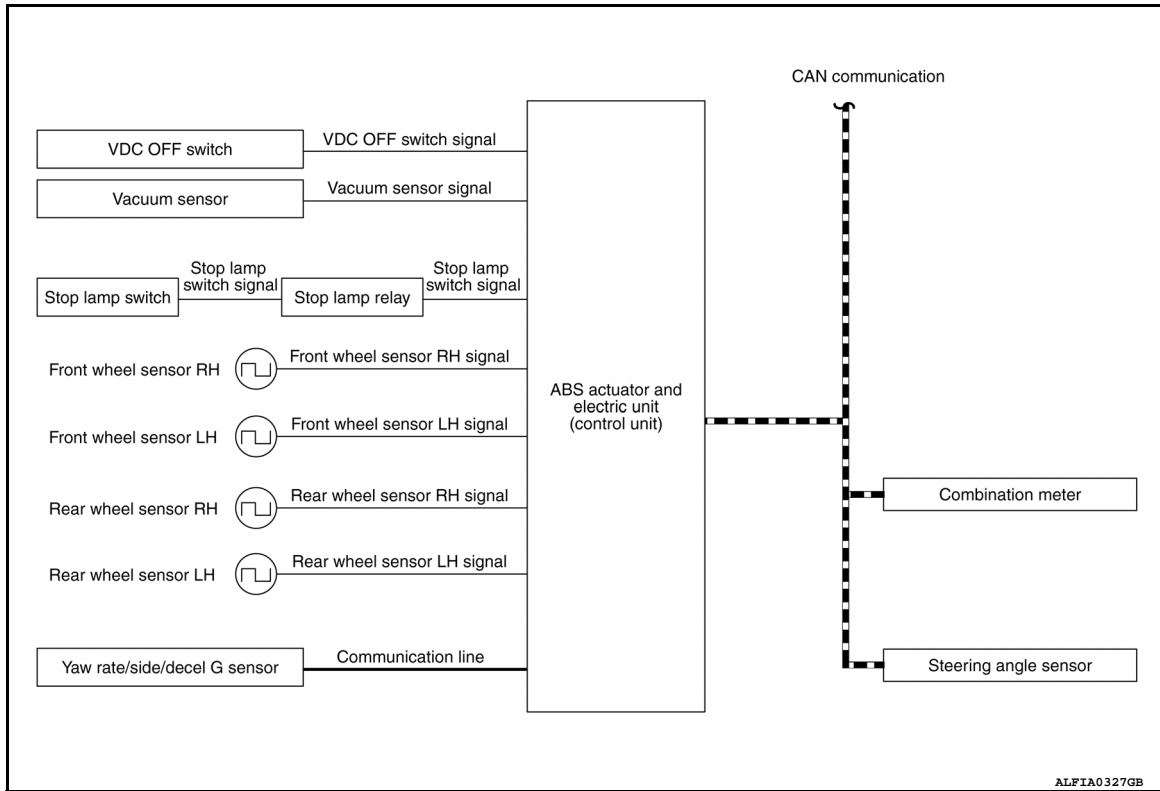 CAN communication
VDC OFF switch
VDC OFF switch signal
Vacuum sensor
Vacuum sensor signal
Stop lamp switch
Stop lamp
switch signal
Stop lamp relay
Stop lamp
switch signal
Front wheel sensor RH
Front wheel sensor RH signal
Front wheel sensor LH
Front wheel sensor LH signal
Rear wheel sensor RH
Rear wheel sensor RH signal
Rear wheel sensor LH
Rear wheel sensor LH signal
Yaw rate/side/decel G sensor
Communication line
ABS actuator and
electric unit
(control unit)
Combination meter
Steering angle sensor
ALFIA0327GB